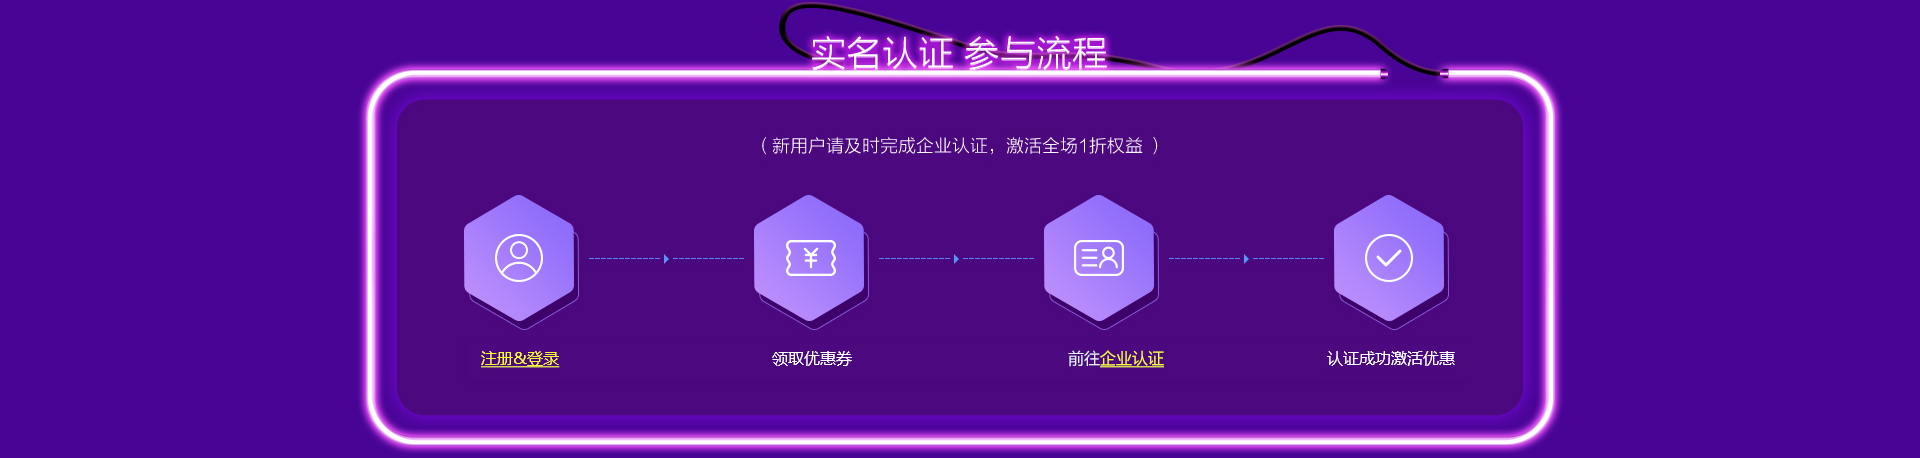 实名认证 参与流程
（ 新用户请及时完成企业认证，激活全场1折权益 ）
注册&登录
领取优惠券
前往企业认证
认证成功激活优惠